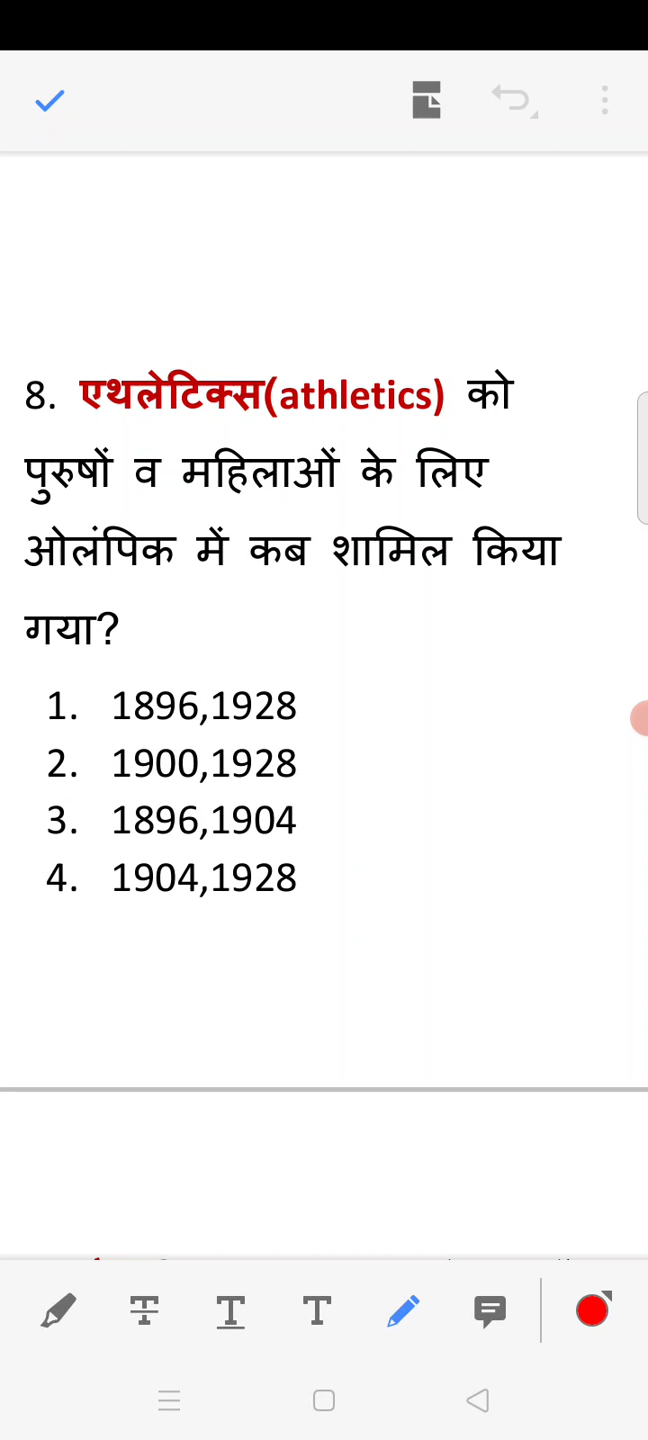 8. एथलेटिक्स(athletics) को
पुरुषों व महिलाओं के लिए
ओलंपिक में कब शामिल किया
गया?
1. 1896,1928
2. 1900,1928
3. 1896,1904
4. 1904,1928
T
T
T